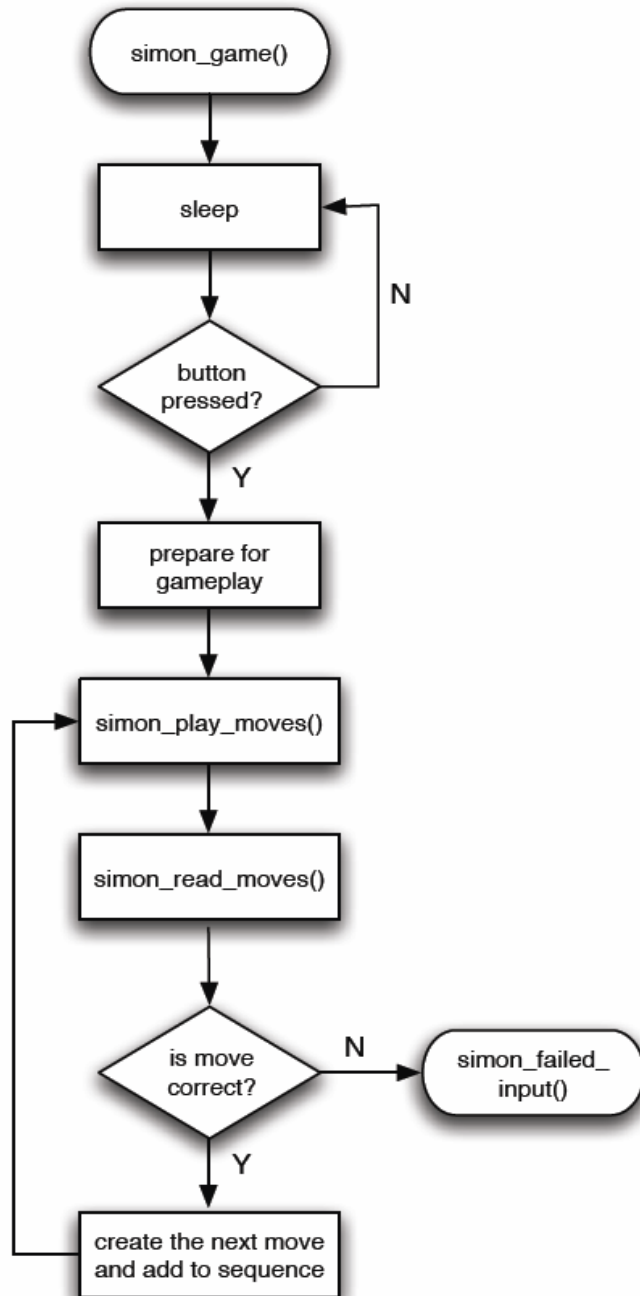 simon_game()
sleep
N
button
pressed?
Y
prepare for
gameplay
simon_play_moves()
simon_read_moves()
is move
correct?
N
simon_failed_
input()
Y
create the next move
and add to sequence